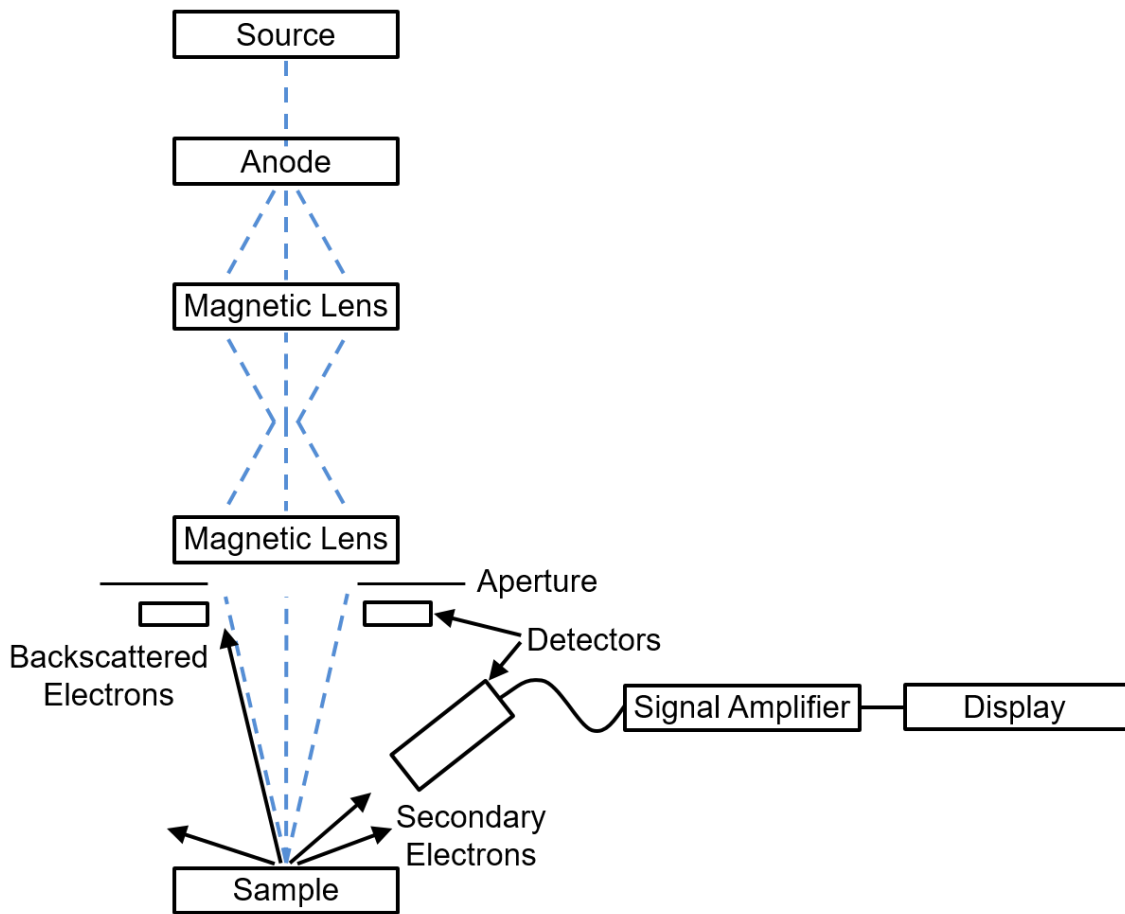 Source
Anode
Magnetic Lens
Magnetic Lens
Aperture
Detectors
Backscattered
Electrons
Signal Amplifier
Display
Secondary
Electrons
Sample